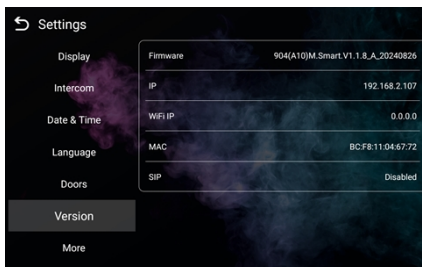 Settings
Display
Intercom
Date & Time
Language
Doors
Version
More
Firmware 904(A10)M.Smart.V1.1.8_A_20240826
IP 192.168.2.107
WiFi IP 0.0.0.0
MAC BC:F8:11:04:67:72
SIP Disabled